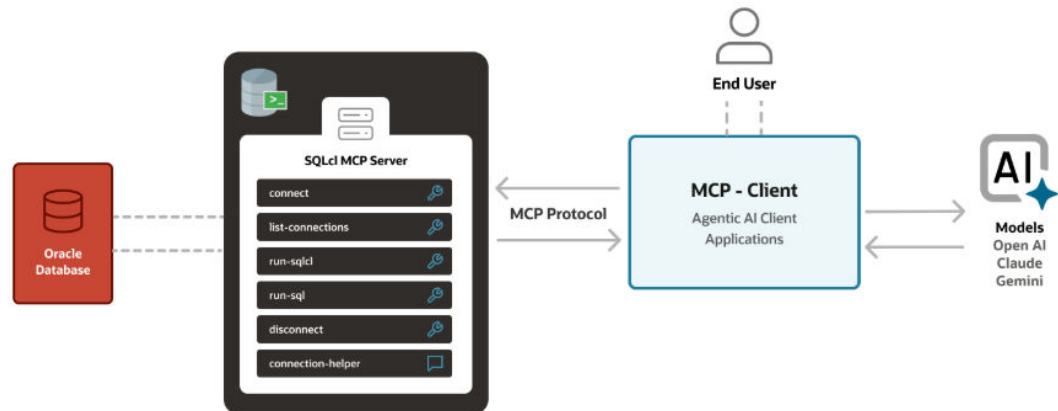 Oracle
Database
>_
SQLcl MCP Server
connect
list-connections
run-sqlcl
run-sql
disconnect
connection-helper
MCP Protocol
End User
MCP - Client
Agentic AI Client
Applications
AI
Models
Open AI
Claude
Gemini